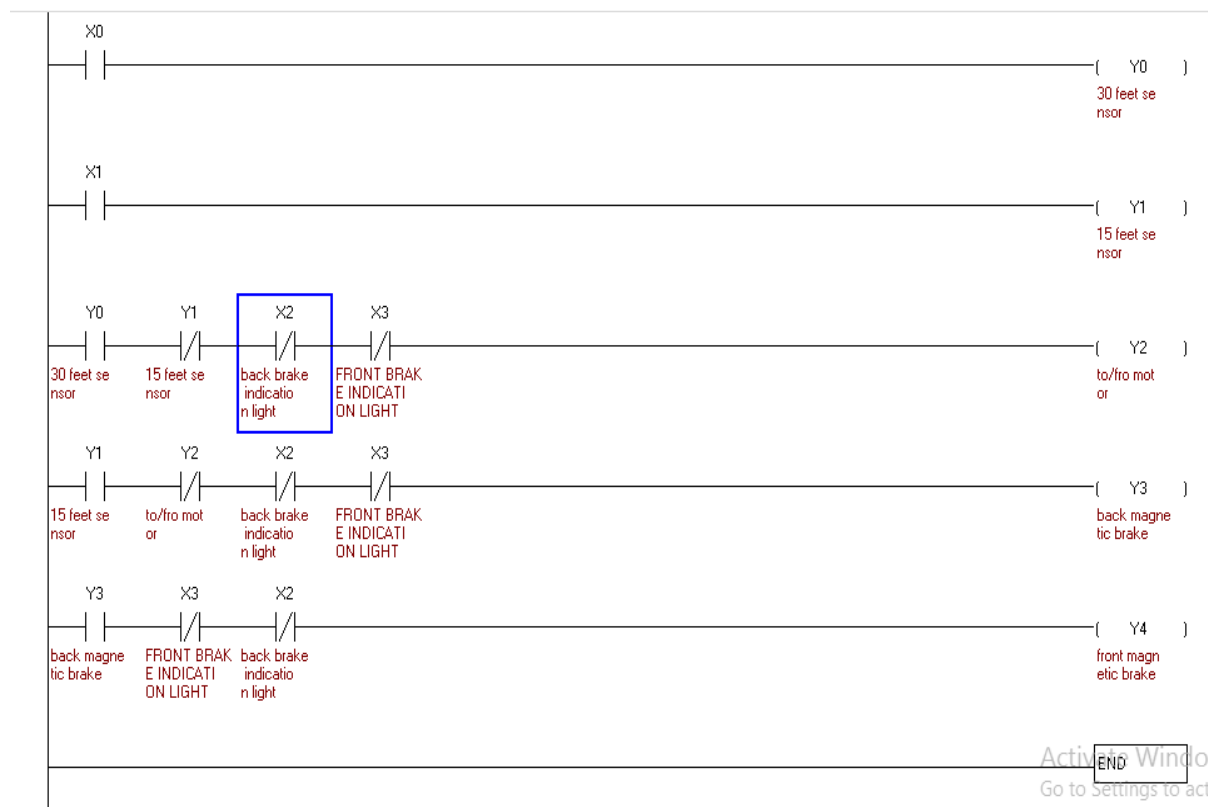 X0
( Y0 )
30 feet se
nsor
X1
( Y1 )
15 feet se
nsor
Y0 Y1 X2 X3
( Y2 )
30 feet se
nsor
15 feet se
nsor
back brake
indicatio
n light
FRONT BRAK
E INDICATI
ON LIGHT
to/fro mot
or
Y1 Y2 X2 X3
( Y3 )
15 feet se
nsor
to/fro mot
or
back brake
indicatio
n light
FRONT BRAK
E INDICATI
ON LIGHT
back magne
tic brake
Y3 X3 X2
( Y4 )
back magne
tic brake
FRONT BRAK
E INDICATI
ON LIGHT
back brake
indicatio
n light
front magn
etic brake
END
Activate Windo
Go to Settings to act